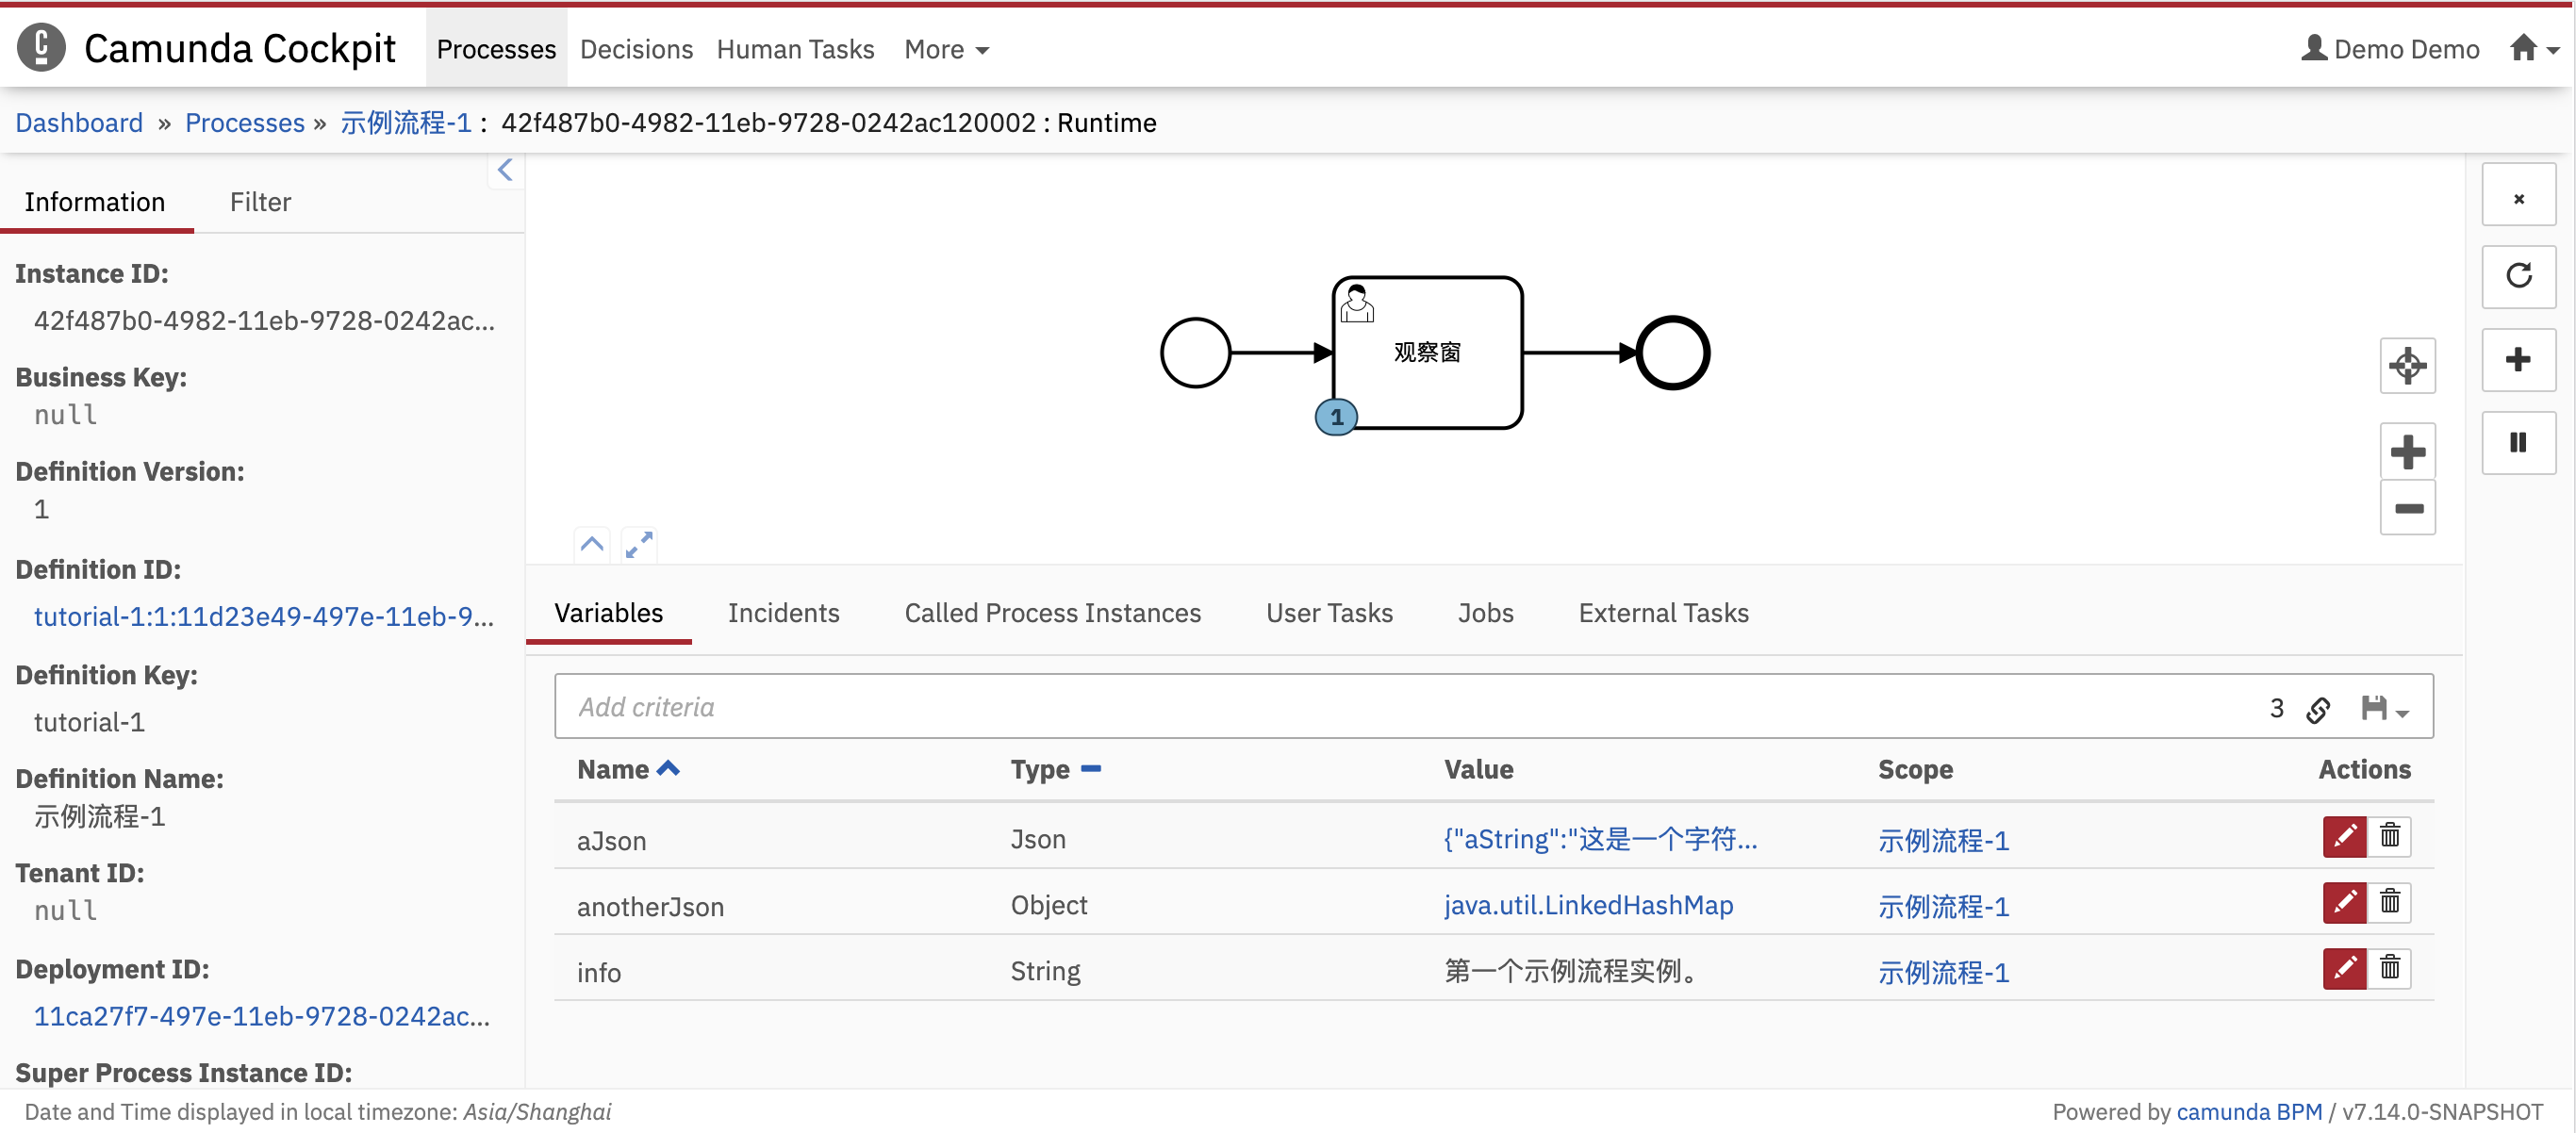 Camunda Cockpit Processes Decisions Human Tasks More Demo Demo
Dashboard » Processes » 示例流程-1 : 42f487b0-4982-11eb-9728-0242ac120002 : Runtime
Information Filter
Instance ID:
42f487b0-4982-11eb-9728-0242ac...
Business Key:
null
Definition Version:
1
Definition ID:
tutorial-1:1:11d23e49-497e-11eb-9...
Definition Key:
tutorial-1
Definition Name:
示例流程-1
Tenant ID:
null
Deployment ID:
11ca27f7-497e-11eb-9728-0242ac...
Super Process Instance ID:
观察窗
1
Variables Incidents Called Process Instances User Tasks Jobs External Tasks
Add criteria 3
Name Type Value Scope Actions
aJson Json {"aString":"这是一个字符... 示例流程-1
anotherJson Object java.util.LinkedHashMap 示例流程-1
info String 第一个示例流程实例。 示例流程-1
Date and Time displayed in local timezone: Asia/Shanghai Powered by camunda BPM / v7.14.0-SNAPSHOT